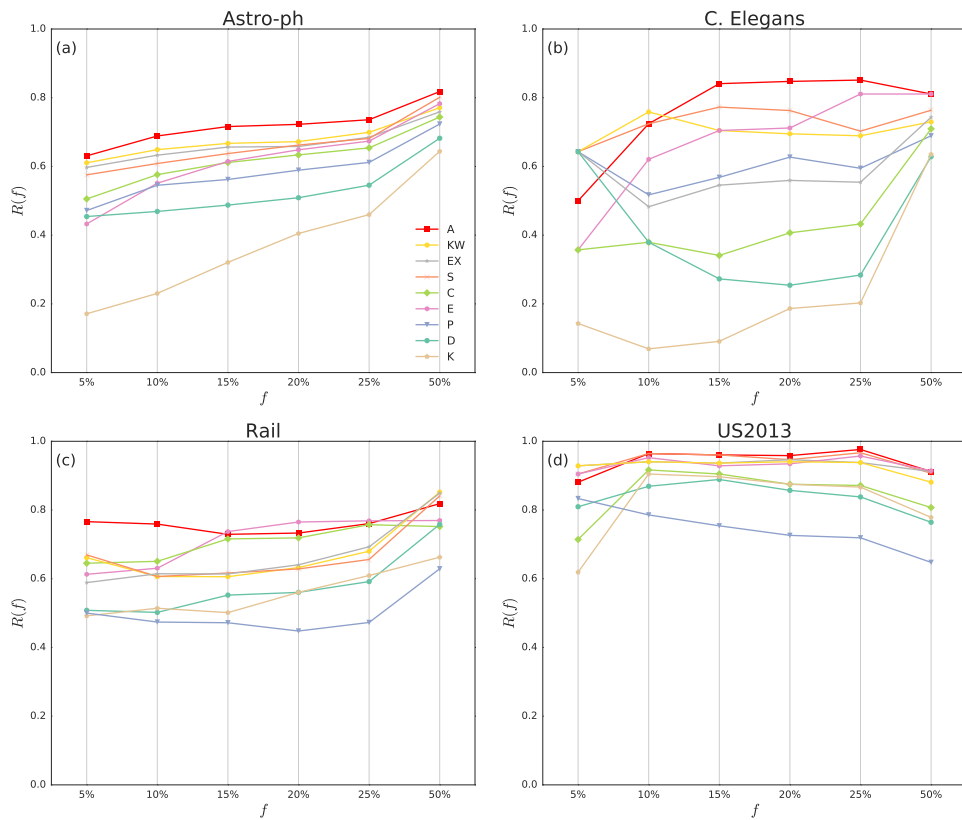 Astro-ph
(a)
1.0
0.8
0.6
0.4
0.2
0.0
R(f)
5% 10% 15% 20% 25% 50%
f
A
KW
EX
S
C
E
P
D
K
C. Elegans
(b)
1.0
0.8
0.6
0.4
0.2
0.0
R(f)
5% 10% 15% 20% 25% 50%
f
Rail
(c)
1.0
0.8
0.6
0.4
0.2
0.0
R(f)
5% 10% 15% 20% 25% 50%
f
US2013
(d)
1.0
0.8
0.6
0.4
0.2
0.0
R(f)
5% 10% 15% 20% 25% 50%
f